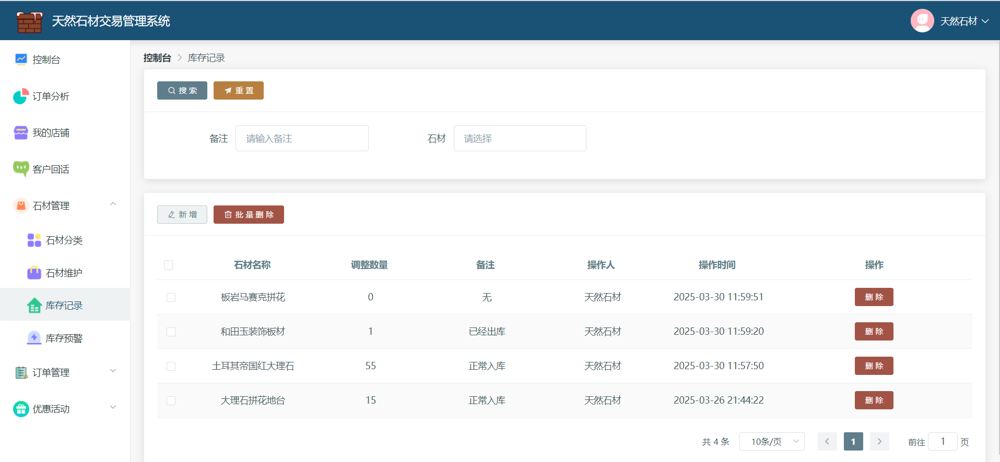 天然石材交易管理系统
天然石材
控制台
订单分析
我的店铺
客户回话
石材管理
石材分类
石材维护
库存记录
库存预警
订单管理
优惠活动
控制台 > 库存记录
搜索 重置
备注 请输入备注 石材 请选择
新增 批量删除
石材名称 调整数量 备注 操作人 操作时间 操作
板岩马赛克拼花 0 无 天然石材 2025-03-30 11:59:51 删除
和田玉装饰板材 1 已经出库 天然石材 2025-03-30 11:59:20 删除
土耳其帝国红大理石 55 正常入库 天然石材 2025-03-30 11:57:50 删除
大理石拼花地台 15 正常入库 天然石材 2025-03-26 21:44:22 删除
共 4 条 10条/页 < 1 > 前往 1 页